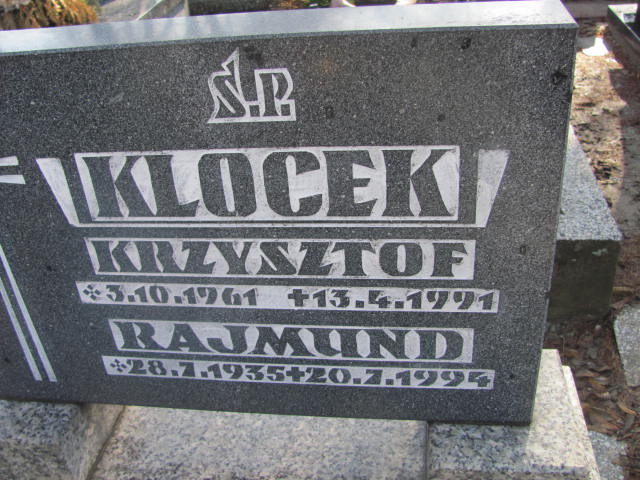 Ś.P.
KLOCEK
KRZYSZTOF
*3.10.1961 +13.4.1991
RAJMUND
*28.7.1935 +20.7.1994